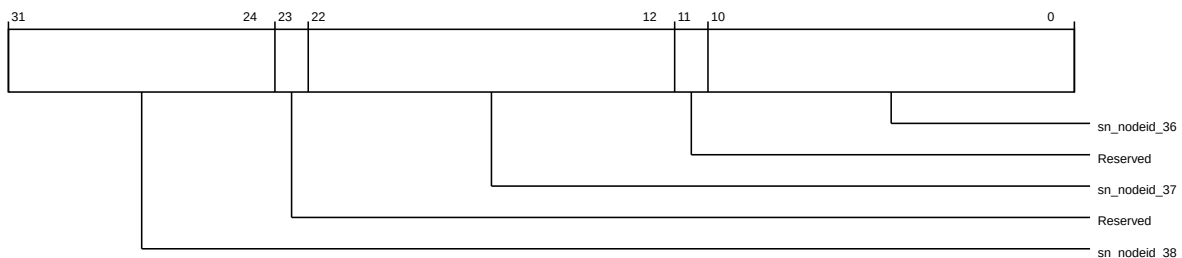 31 24 23 22 12 11 10 0
sn_nodeid_36
Reserved
sn_nodeid_37
Reserved
sn_nodeid_38